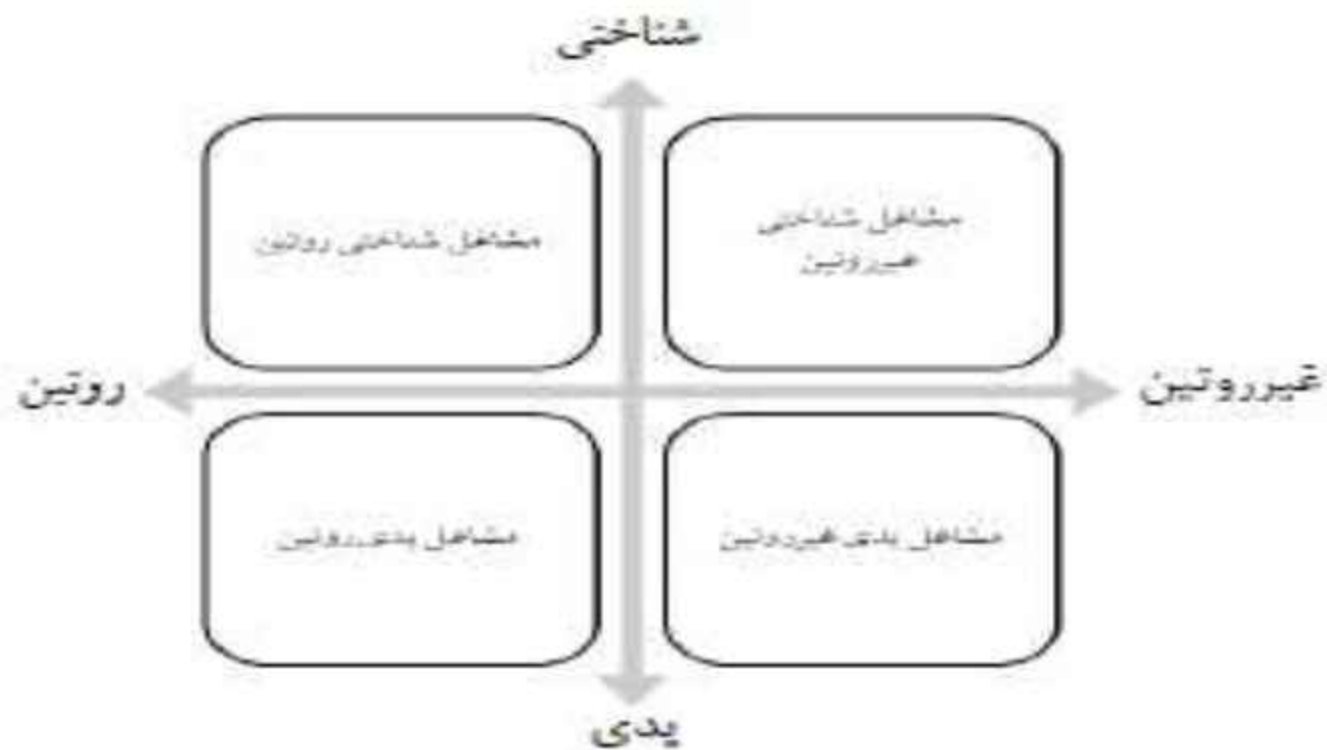 شناختی
مشاغل شناختی
غیرروتین
مشاغل شناختی روتین
غیرروتین
روتین
مشاغل یدی غیرروتین
مشاغل یدی روتین
یدی